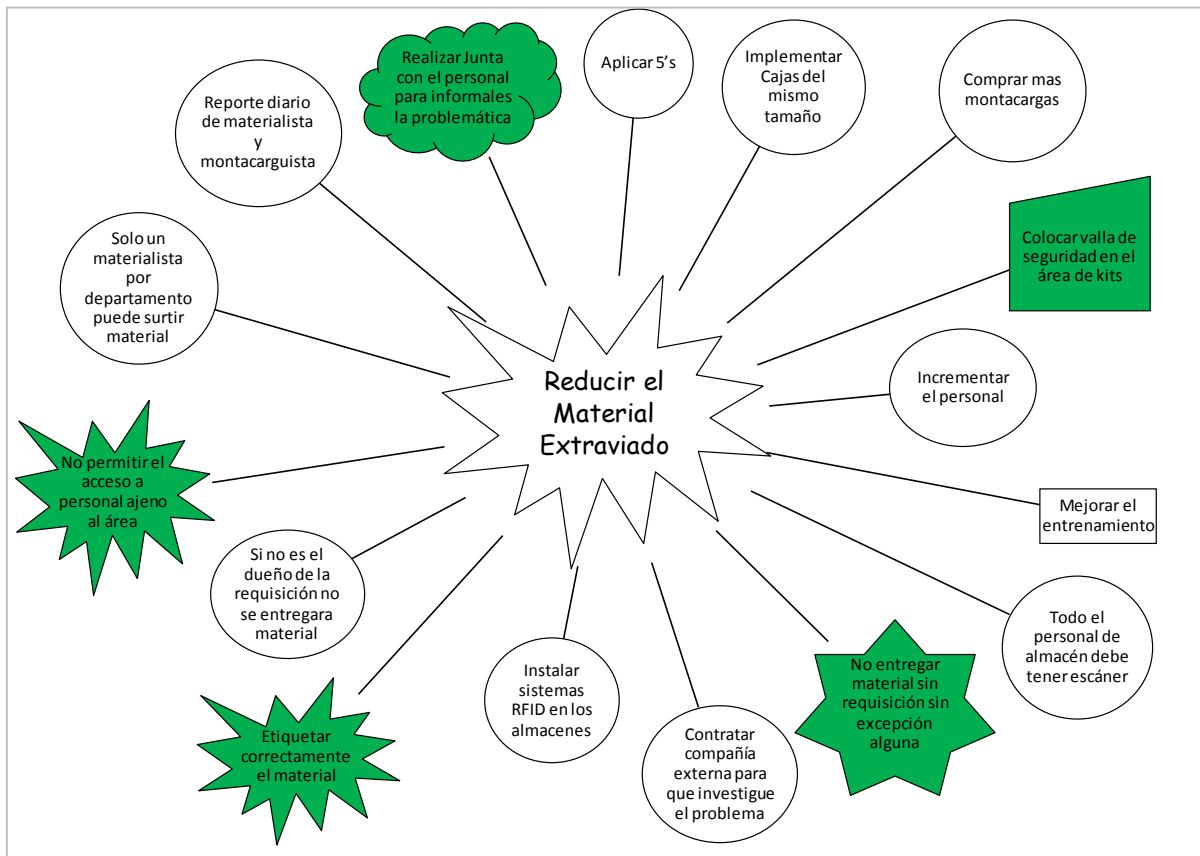 Realizar Junta
con el personal
para informales
la problemática
Aplicar 5's
Implementar
Cajas del
mismo
tamaño
Comprar mas
montacargas
Reporte diario
de materialista
y
montacarguista
Colocar valla de
seguridad en el
área de kits
Solo un
materialista
por
departamento
puede surtir
material
Reducir el
Material
Extraviado
Incrementar
el personal
No permitir el
acceso a
personal ajeno
al área
Mejorar el
entrenamiento
Si no es el
dueño de la
requisición no
se entregara
material
Todo el
personal de
almacén debe
tener escáner
Instalar
sistemas
RFID en los
almacenes
No entregar
material sin
requisición sin
excepción
alguna
Etiquetar
correctamente
el material
Contratar
compañía
externa para
que investigue
el problema